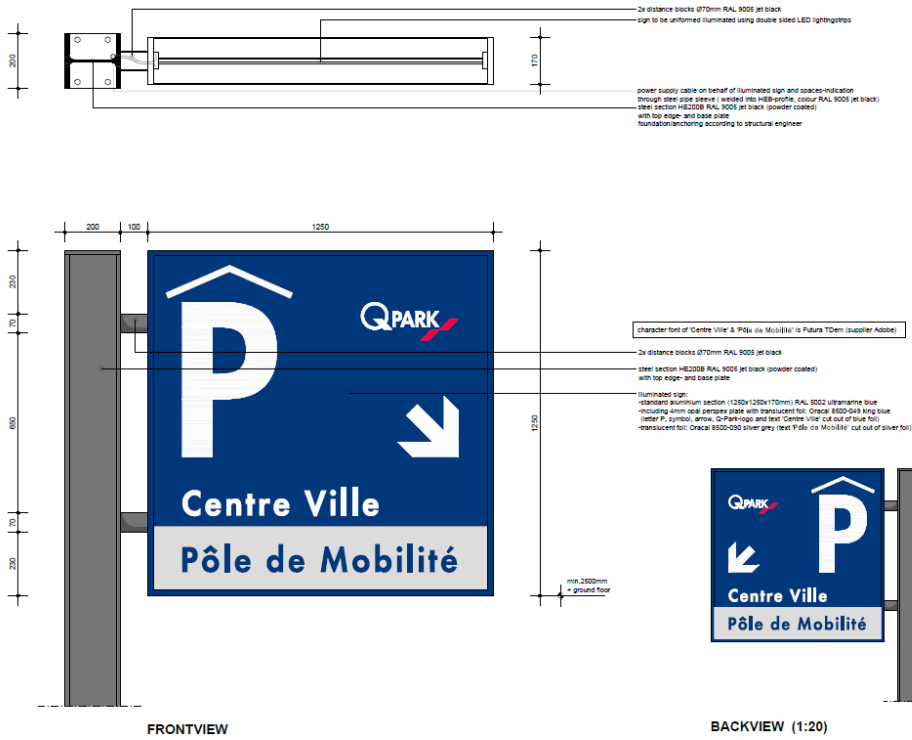 2x distance blocks Ø70mm RAL 9005 jet black
sign to be uniformed illuminated using double sided LED lightingstrips
200
170
power supply cable on behalf of illuminated sign and spaces-indication
through steel pipe sleeve ( welded into HEB-profile, colour RAL 9005 jet black)
steel section HE200B RAL 9005 jet black (powder coated)
with top edge- and base plate
foundation/anchoring according to structural engineer
200
100
1250
230
70
650
70
230
1250
P
QPARK
Centre Ville
Pôle de Mobilité
min.2500mm
+ ground floor
character font of 'Centre Ville' & 'Pôle de Mobilité' is Futura TDem (supplier Adobe)
2x distance blocks Ø70mm RAL 9005 jet black
steel section HE200B RAL 9005 jet black (powder coated)
with top edge- and base plate
illuminated sign:
-standard aluminium section (1250x1250x170mm) RAL 5002 ultramarine blue
-including 4mm opal perspex plate with translucent foil: Oracal 8500-049 king blue
(letter P, symbol, arrow, Q-Park-logo and text 'Centre Ville' cut out of blue foil)
-translucent foil: Oracal 8500-090 silver grey (text 'Pôle de Mobilité' cut out of silver foil)
QPARK
P
Centre Ville
Pôle de Mobilité
FRONTVIEW
BACKVIEW (1:20)